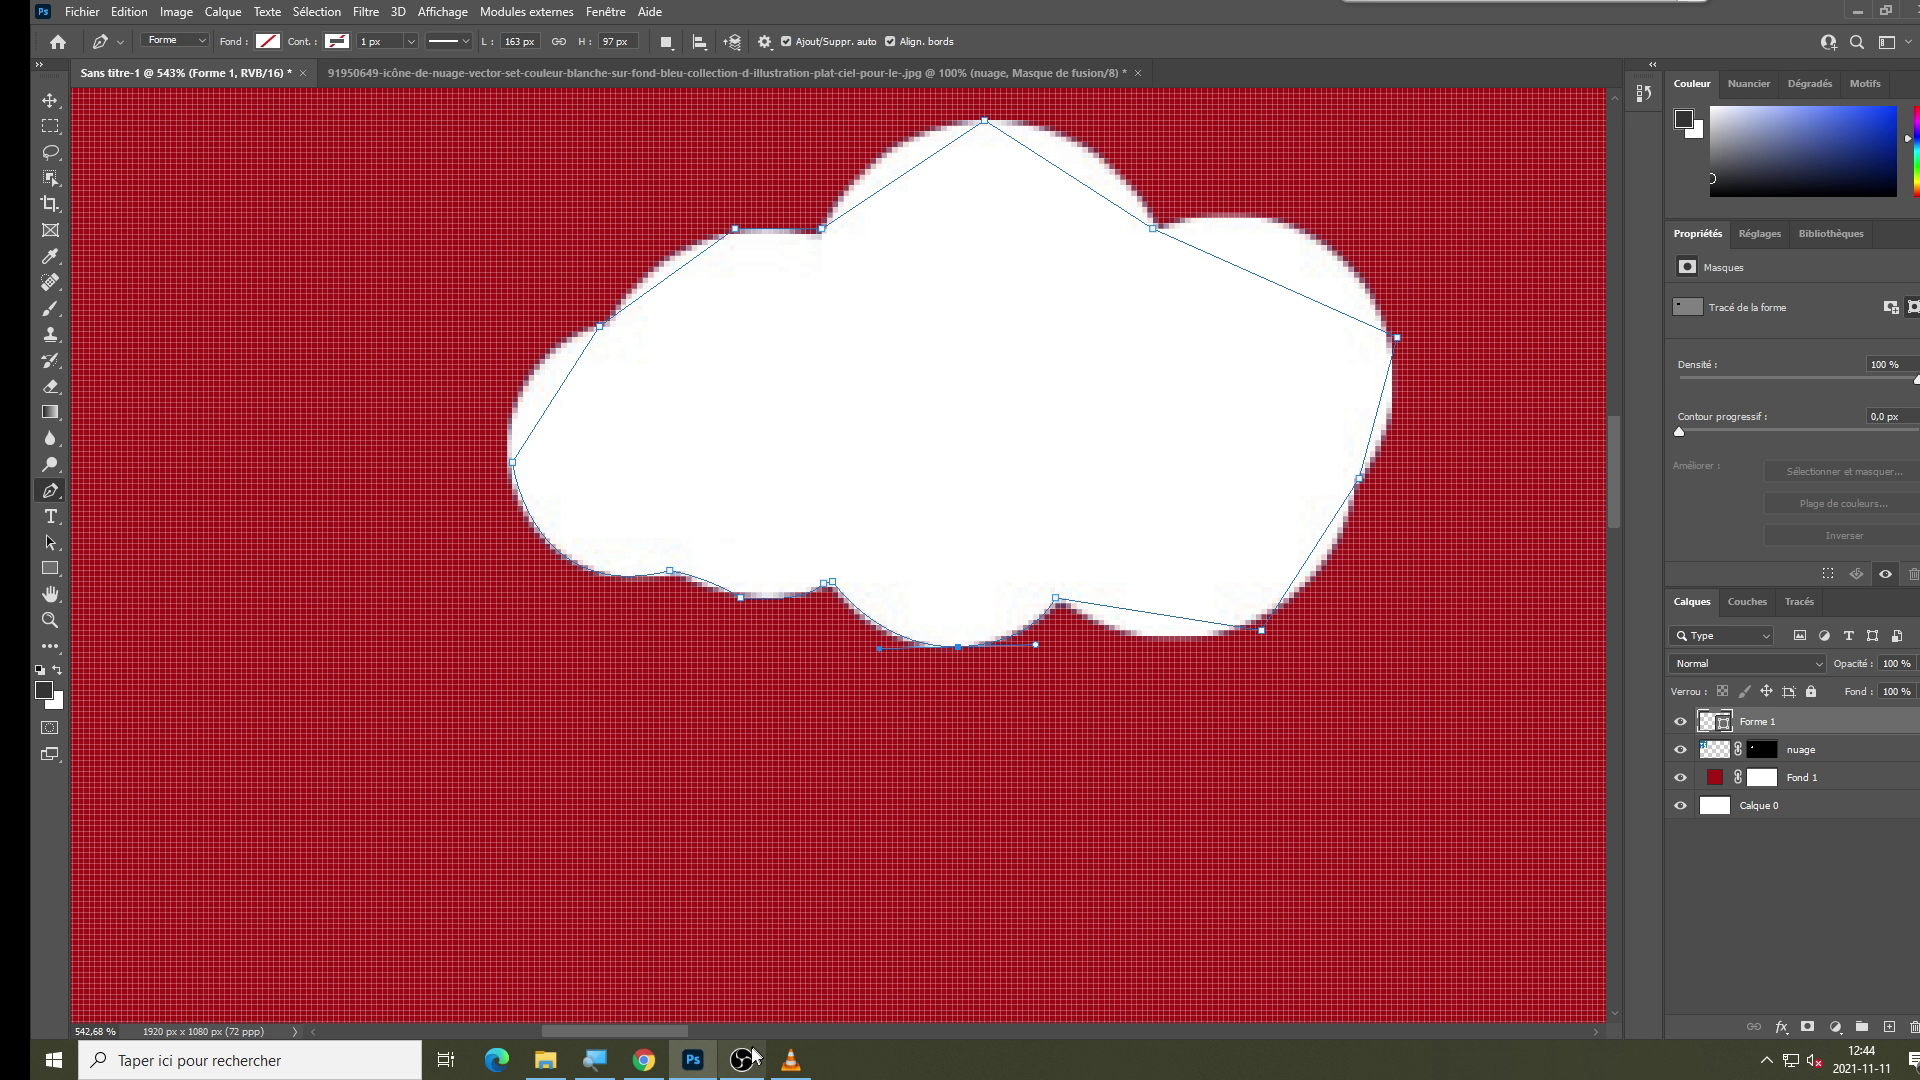 Ps Fichier Edition Image Calque Texte Sélection Filtre 3D Affichage Modules externes Fenêtre Aide
Forme Fond : Cont. : 1 px L : 163 px H : 97 px Ajout/Suppr. auto Align. bords
Sans titre-1 @ 543% (Forme 1, RVB/16) * × 91950649-icône-de-nuage-vector-set-couleur-blanche-sur-fond-bleu-collection-d-illustration-plat-ciel-pour-le-.jpg @ 100% (nuage, Masque de fusion/8) * ×
Couleur Nuancier Dégradés Motifs
Propriétés Réglages Bibliothèques
Masques
Tracé de la forme
Densité : 100 %
Contour progressif : 0,0 px
Améliorer : Sélectionner et masquer...
Plage de couleurs...
Inverser
Calques Couches Tracés
Type
Normal Opacité : 100 %
Verrou : Fond : 100 %
Forme 1
nuage
Fond 1
Calque 0
542,68 % 1920 px x 1080 px (72 ppp)
Taper ici pour rechercher
Ps
12:44
2021-11-11